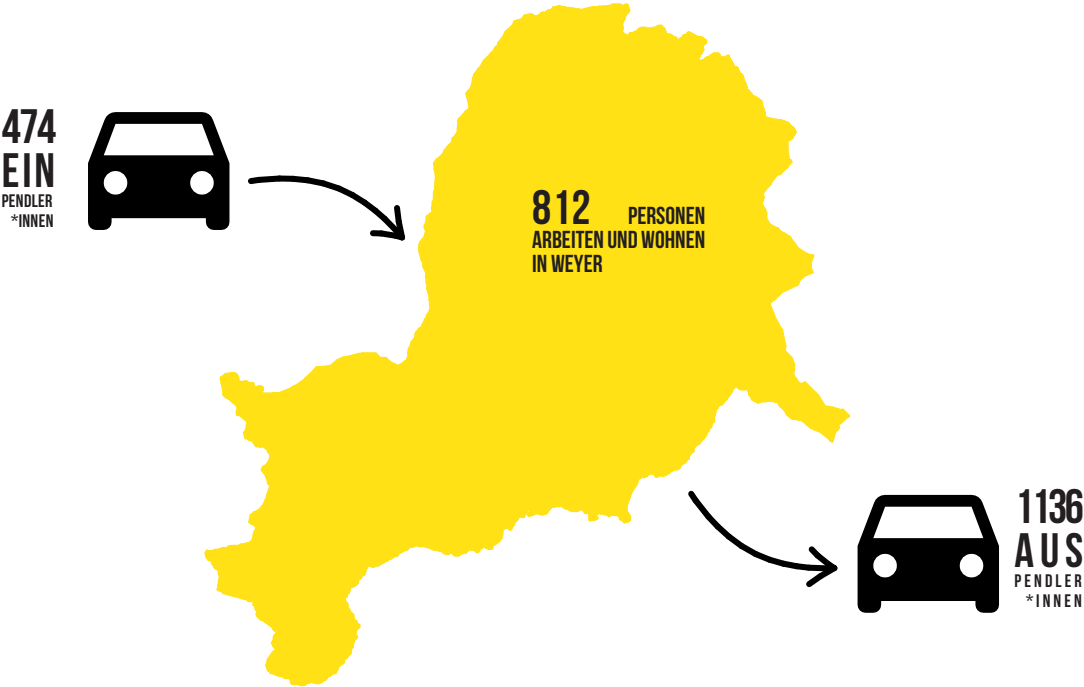 474
EIN
PENDLER
*INNEN
812 PERSONEN
ARBEITEN UND WOHNEN
IN WEYER
1136
AUS
PENDLER
*INNEN